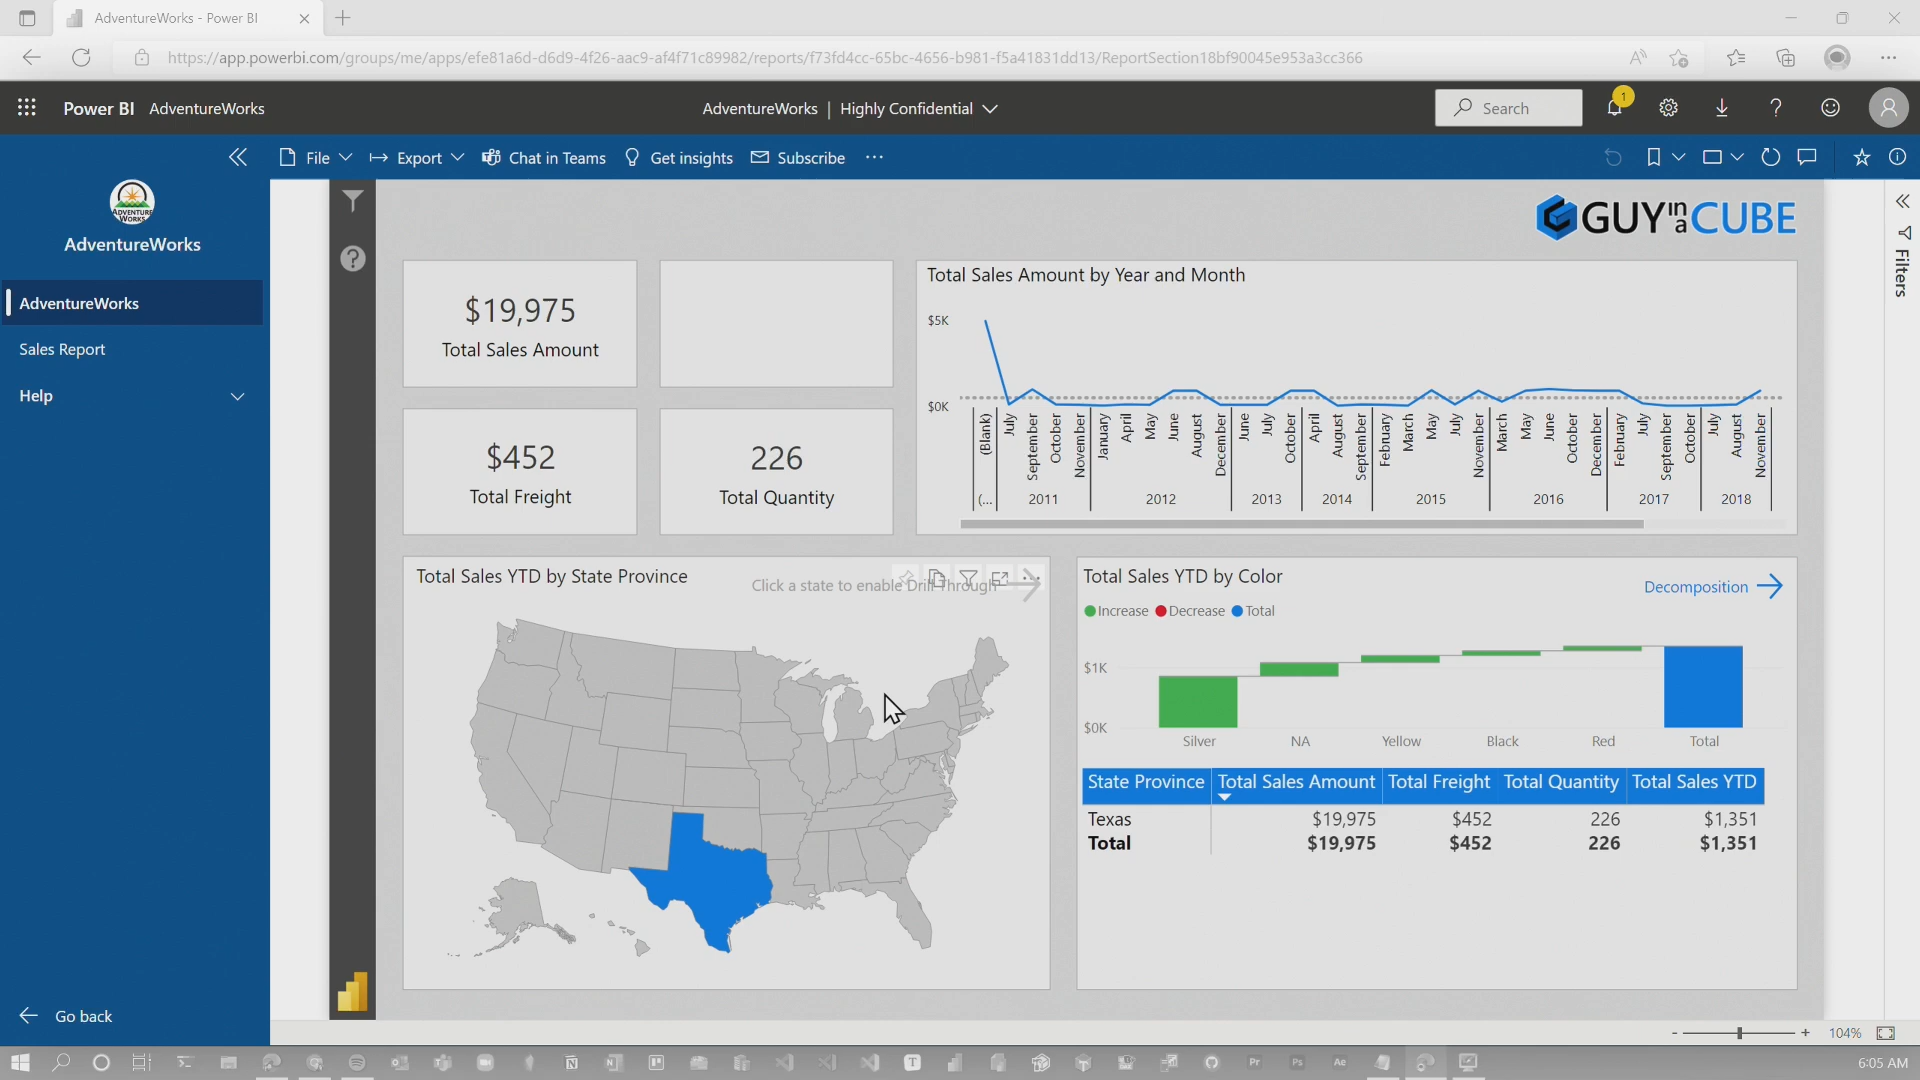 AdventureWorks - Power BI
https://app.powerbi.com/groups/me/apps/efe81a6d-d6d9-4f26-aac9-af4f71c89982/reports/f73fd4cc-65bc-4656-b981-f5a41831dd13/ReportSection18bf90045e953a3cc366
Power BI AdventureWorks
AdventureWorks | Highly Confidential
Search
1
File Export Chat in Teams Get insights Subscribe
ADVENTURE WORKS
AdventureWorks
AdventureWorks
Sales Report
Help
Go back
GUY in a CUBE
Filters
$19,975
Total Sales Amount
$452
Total Freight
226
Total Quantity
Total Sales Amount by Year and Month
$5K
$0K
(Blank) July September October November January April May June August December June July October April August September February March May July November March May June October December February July September October July August November
(... 2011 2012 2013 2014 2015 2016 2017 2018
Total Sales YTD by State Province
Click a state to enable Drill Through
Total Sales YTD by Color
Decomposition
Increase Decrease Total
$1K
$0K
Silver NA Yellow Black Red Total
State Province Total Sales Amount Total Freight Total Quantity Total Sales YTD
Texas $19,975 $452 226 $1,351
Total $19,975 $452 226 $1,351
- + 104%
6:05 AM